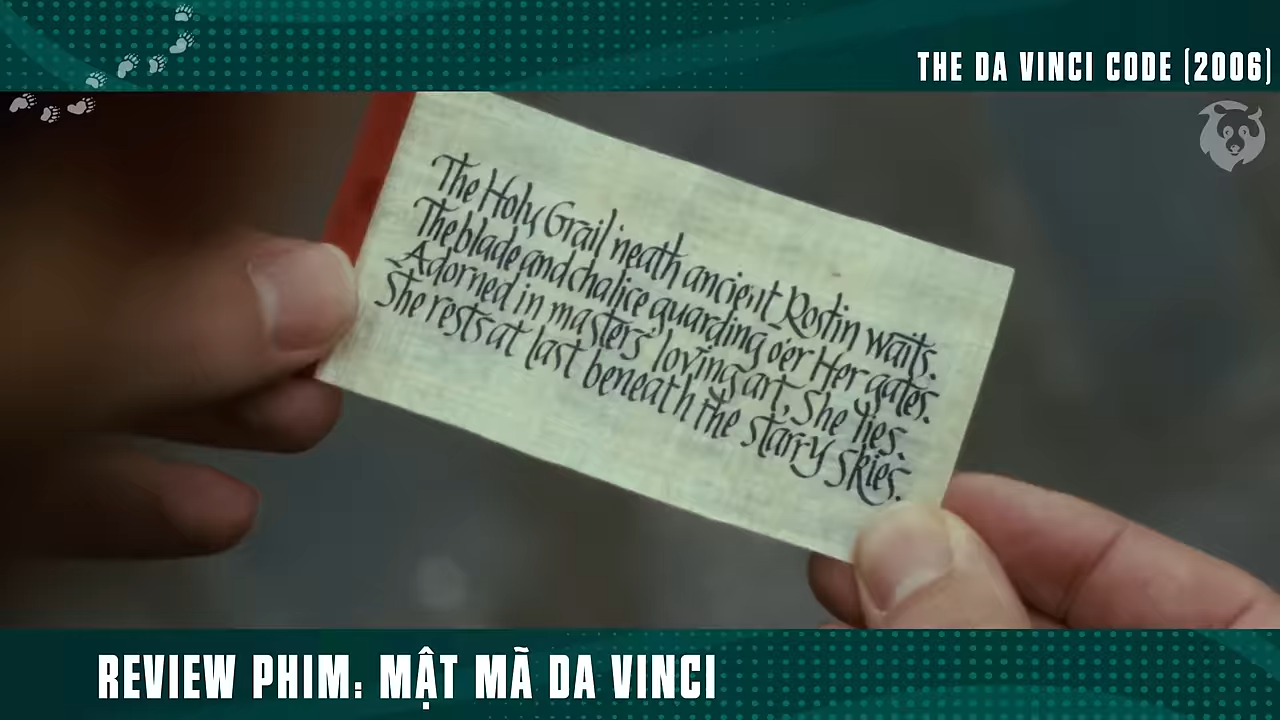 THE DA VINCI CODE (2006)
The Holy Grail 'neath ancient Roslin waits.
The blade and chalice guarding o'er Her gates.
Adorned in masters' loving art, She lies.
She rests at last beneath the starry skies.
REVIEW PHIM: MẬT MÃ DA VINCI